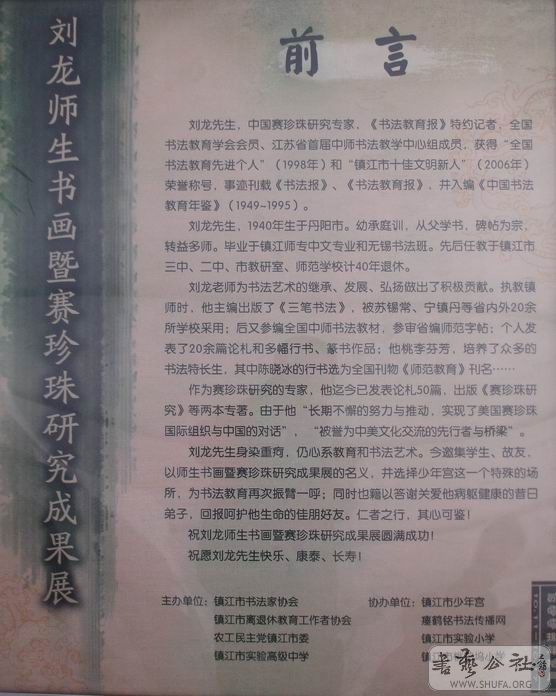 刘龙师生书画暨赛珍珠研究成果展
前言
刘龙先生，中国赛珍珠研究专家，《书法教育报》特约记者，全国
书法教育学会会员、江苏省首届中师书法教学中心组成员，获得“全国
书法教育先进个人”（1998年）和“镇江市十佳文明新人”（2006年）
荣誉称号，事迹刊载《书法报》、《书法教育报》，并入编《中国书法
教育年鉴》（1949~1995）。
刘龙先生，1940年生于丹阳市。幼承庭训，从父学书，碑帖为宗，
转益多师。毕业于镇江师专中文专业和无锡书法班。先后任教于镇江市
三中、二中、市教研室、师范学校计40年退休。
刘龙老师为书法艺术的继承、发展、弘扬做出了积极贡献。执教镇
师时，他主编出版了《三笔书法》，被苏锡常、宁镇丹等省内外20余
所学校采用；后又参编全国中师书法教材，参审省编师范字帖；个人发
表了20余篇论札和多幅行书、篆书作品；他桃李芬芳，培养了众多的
书法特长生，其中陈晓冰的行书选为全国刊物《师范教育》刊名……
作为赛珍珠研究的专家，他迄今已发表论札50篇，出版《赛珍珠研
究》等两本专著。由于他“长期不懈的努力与推动，实现了美国赛珍珠
国际组织与中国的对话”，“被誉为中美文化交流的先行者与桥梁”。
刘龙先生身染重疴，仍心系教育和书法艺术。今邀集学生、故友，
以师生书画暨赛珍珠研究成果展的名义，并选择少年宫这一个特殊的场
所，为书法教育再次振臂一呼；同时也籍以答谢关爱他病躯健康的昔日
弟子，回报呵护他生命的佳朋好友。仁者之行，其心可鉴！
祝刘龙师生书画暨赛珍珠研究成果展圆满成功！
祝愿刘龙先生快乐、康泰、长寿！
主办单位：镇江市书法家协会
镇江市离退休教育工作者协会
农工民主党镇江市委
镇江市实验高级中学
协办单位：镇江市少年宫
瘗鹤铭书法传播网
镇江市实验小学
镇江市
小学
書藝公社
WWW.SHUFA.ORG